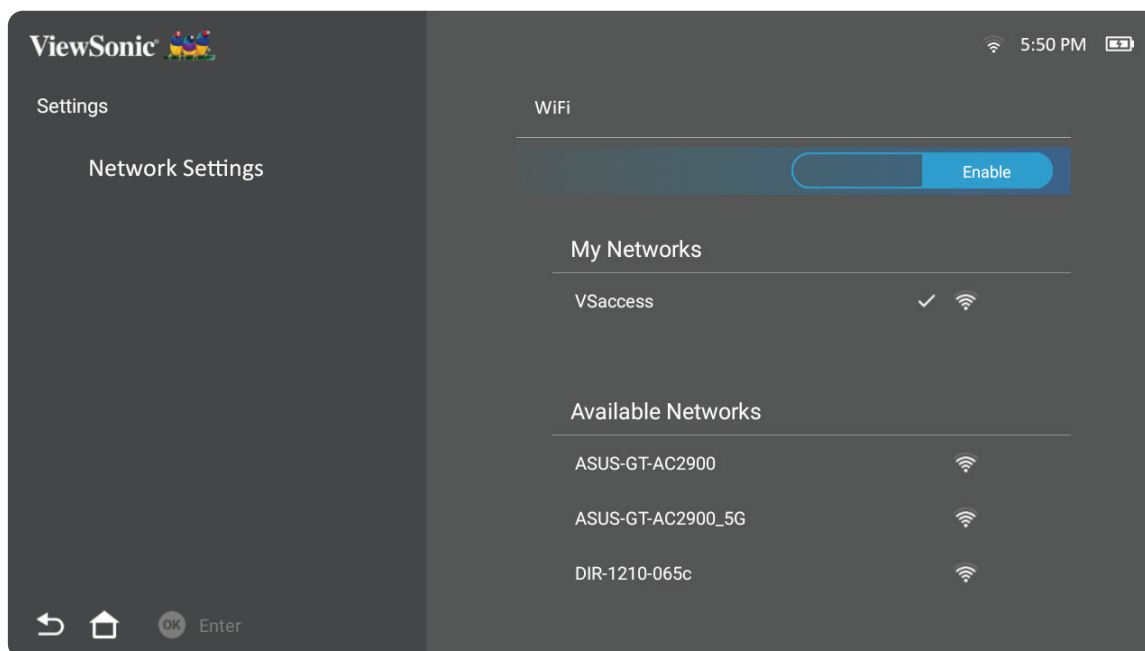 ViewSonic®
5:50 PM
Settings
Network Settings
WiFi
Enable
My Networks
VSaccess
Available Networks
ASUS-GT-AC2900
ASUS-GT-AC2900_5G
DIR-1210-065c
OK Enter